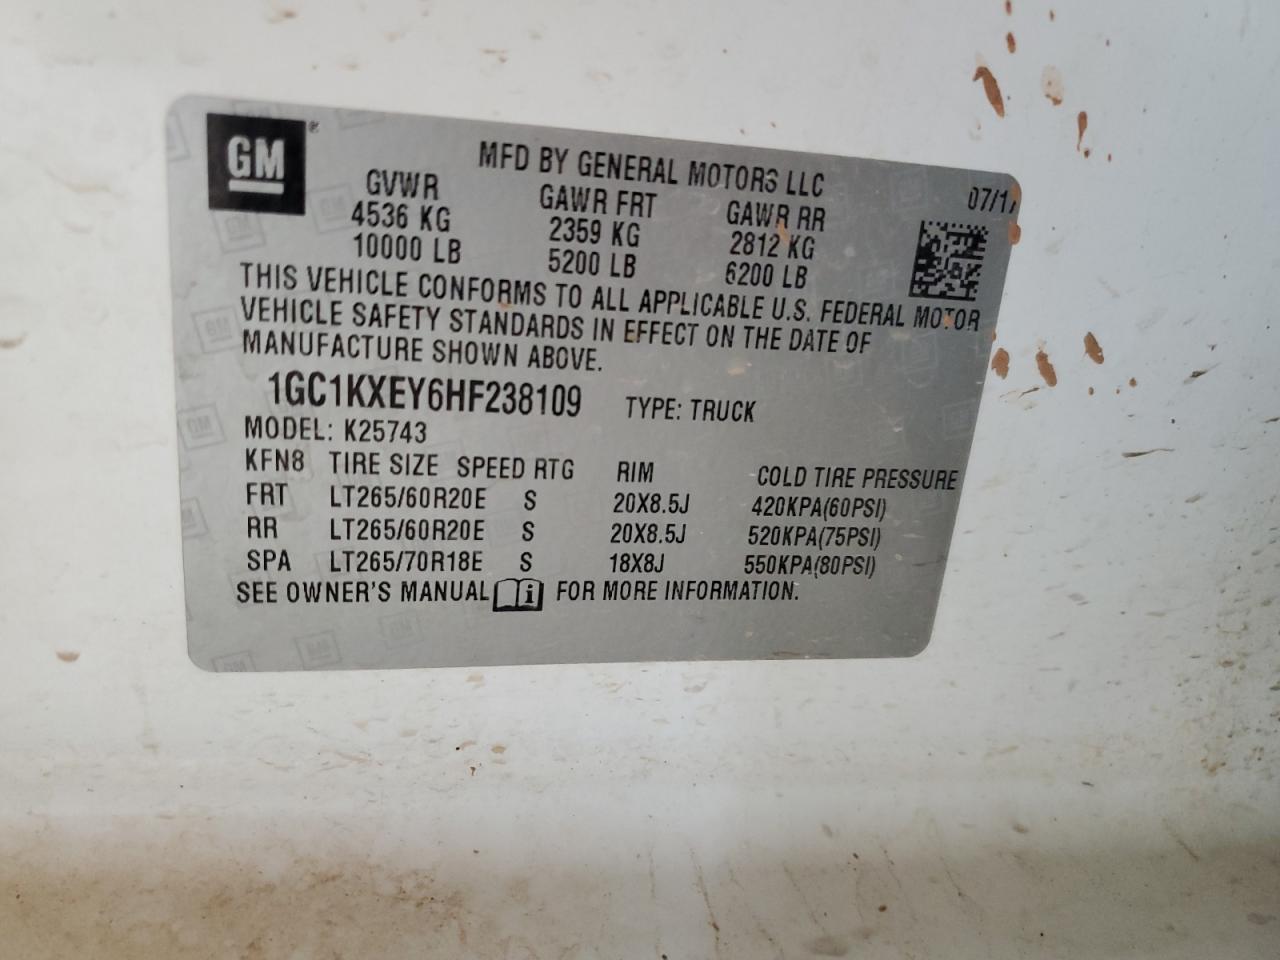 GM®
MFD BY GENERAL MOTORS LLC
07/17
GVWR GAWR FRT GAWR RR
4536 KG 2359 KG 2812 KG
10000 LB 5200 LB 6200 LB
THIS VEHICLE CONFORMS TO ALL APPLICABLE U.S. FEDERAL MOTOR
VEHICLE SAFETY STANDARDS IN EFFECT ON THE DATE OF
MANUFACTURE SHOWN ABOVE.
1GC1KXEY6HF238109 TYPE: TRUCK
MODEL: K25743
KFN8 TIRE SIZE SPEED RTG RIM COLD TIRE PRESSURE
FRT LT265/60R20E S 20X8.5J 420KPA(60PSI)
RR LT265/60R20E S 20X8.5J 520KPA(75PSI)
SPA LT265/70R18E S 18X8J 550KPA(80PSI)
SEE OWNER'S MANUAL i FOR MORE INFORMATION.